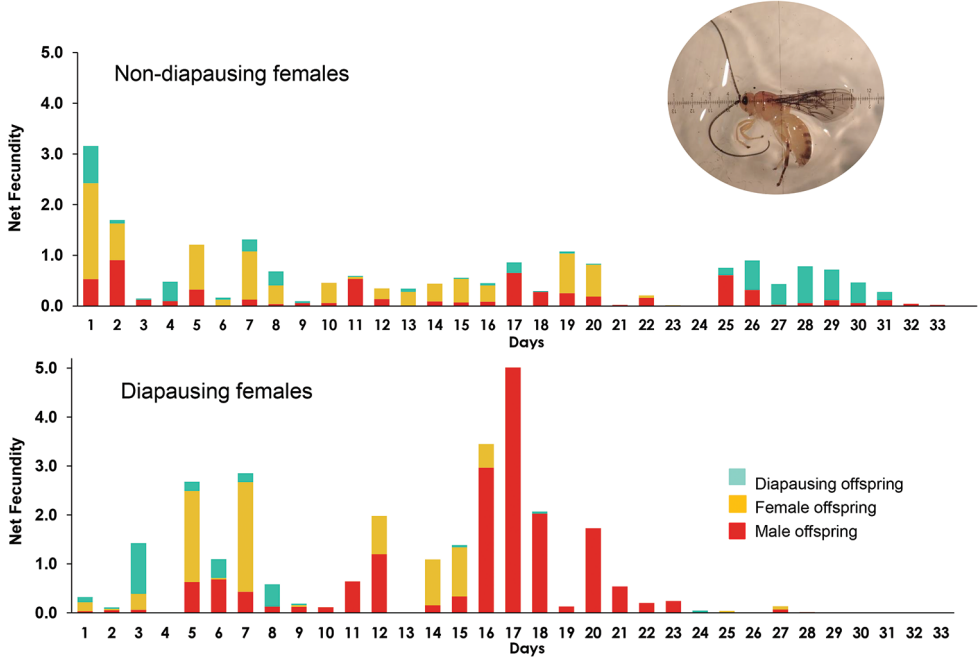 Non-diapausing females
Net Fecundity
5.0
4.0
3.0
2.0
1.0
0.0
1 2 3 4 5 6 7 8 9 10 11 12 13 14 15 16 17 18 19 20 21 22 23 24 25 26 27 28 29 30 31 32 33
Days
Diapausing females
Net Fecundity
5.0
4.0
3.0
2.0
1.0
0.0
Diapausing offspring
Female offspring
Male offspring
1 2 3 4 5 6 7 8 9 10 11 12 13 14 15 16 17 18 19 20 21 22 23 24 25 26 27 28 29 30 31 32 33
Days